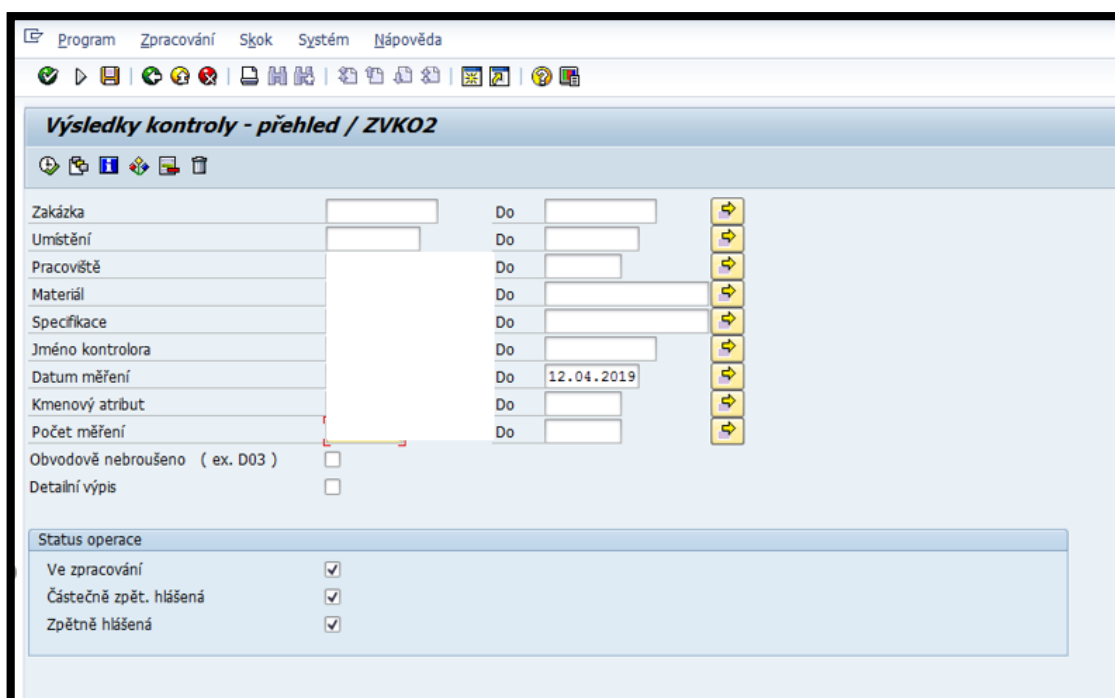 Program Zpracování Skok Systém Nápověda
Výsledky kontroly - přehled / ZVKO2
Zakázka Do
Umístění Do
Pracoviště Do
Materiál Do
Specifikace Do
Jméno kontrolora Do
Datum měření Do 12.04.2019
Kmenový atribut Do
Počet měření Do
Obvodově nebroušeno ( ex. D03 )
Detailní výpis
Status operace
Ve zpracování
Částečně zpět. hlášená
Zpětně hlášená